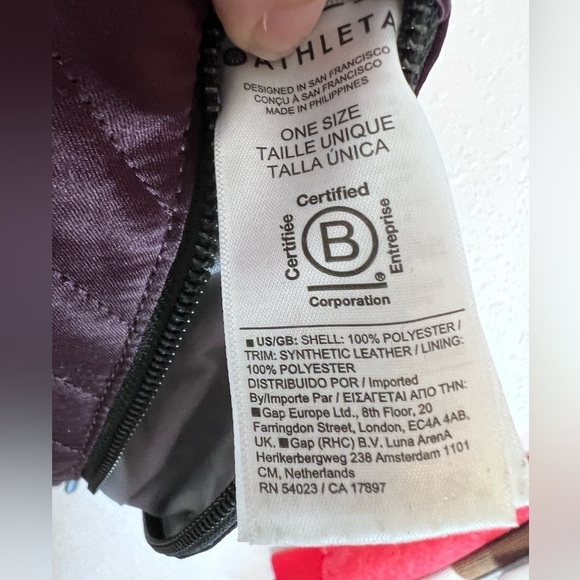 ATHLETA
DESIGNED IN SAN FRANCISCO
CONÇU À SAN FRANCISCO
MADE IN PHILIPPINES
ONE SIZE
TAILLE UNIQUE
TALLA ÚNICA
Certified
Certifiée
B
Entreprise
®
Corporation
■US/GB: SHELL: 100% POLYESTER /
TRIM: SYNTHETIC LEATHER / LINING:
100% POLYESTER
DISTRIBUIDO POR / Imported
By/Importe Par / ΕΙΣΑΓΕΤΑΙ ΑΠΟ ΤΗΝ:
■Gap Europe Ltd., 8th Floor, 20
Farringdon Street, London, EC4A 4AB,
UK. ■Gap (RHC) B.V. Luna ArenA
Herikerbergweg 238 Amsterdam 1101
CM, Netherlands
RN 54023 / CA 17897